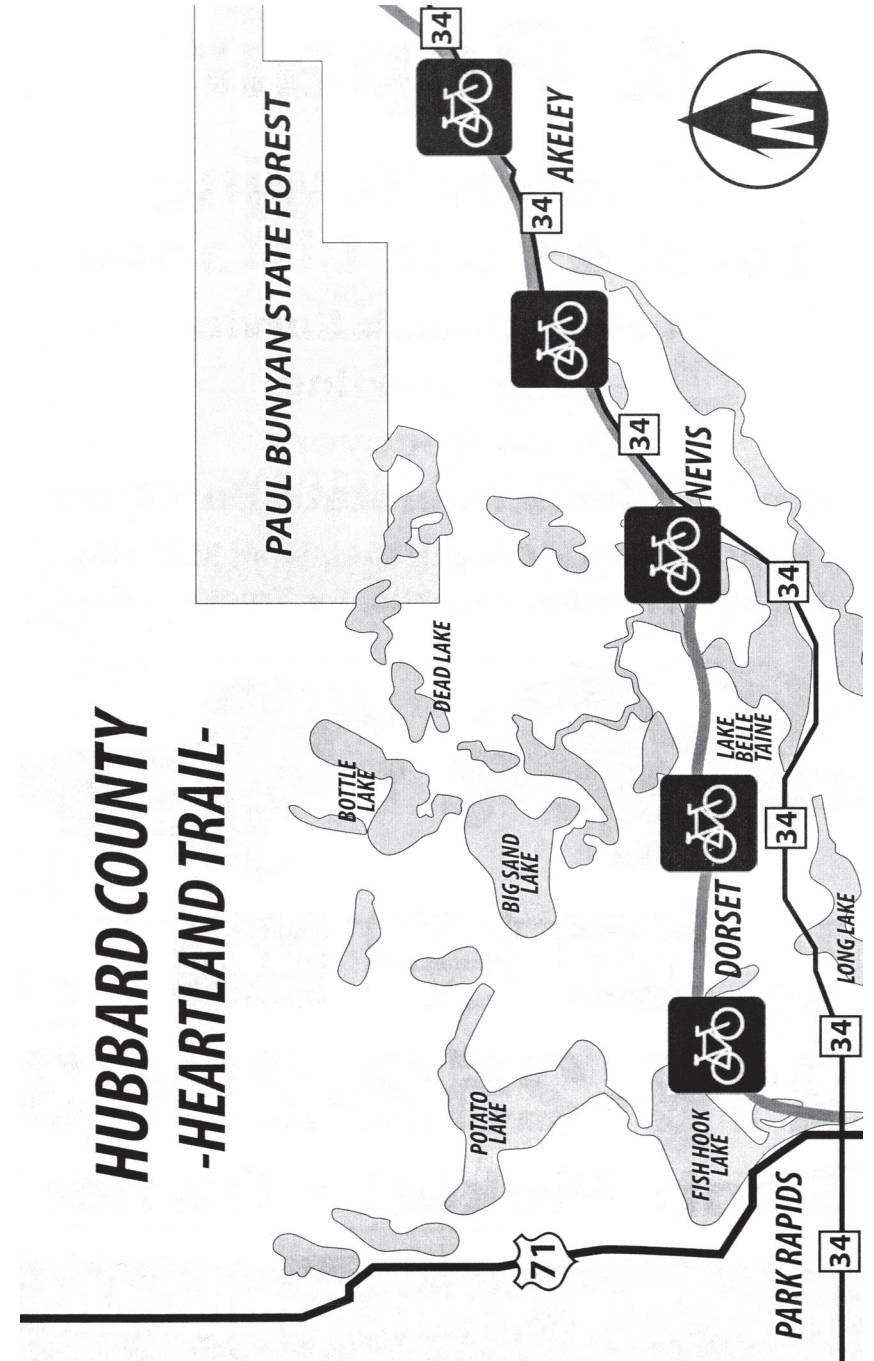 HUBBARD COUNTY
-HEARTLAND TRAIL-
PAUL BUNYAN STATE FOREST
34
AKELEY
34
N
34
NEVIS
34
DEAD LAKE
BOTTLE
LAKE
BIG SAND
LAKE
LAKE
BELLE
TAINE
34
DORSET
LONG LAKE
34
POTATO
LAKE
FISH HOOK
LAKE
71
PARK RAPIDS
34